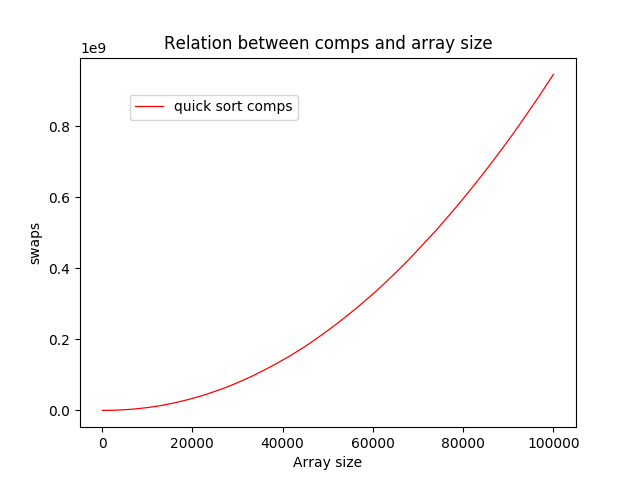 Relation between comps and array size
1e9
quick sort comps
0.8
0.6
0.4
0.2
0.0
swaps
0 20000 40000 60000 80000 100000
Array size